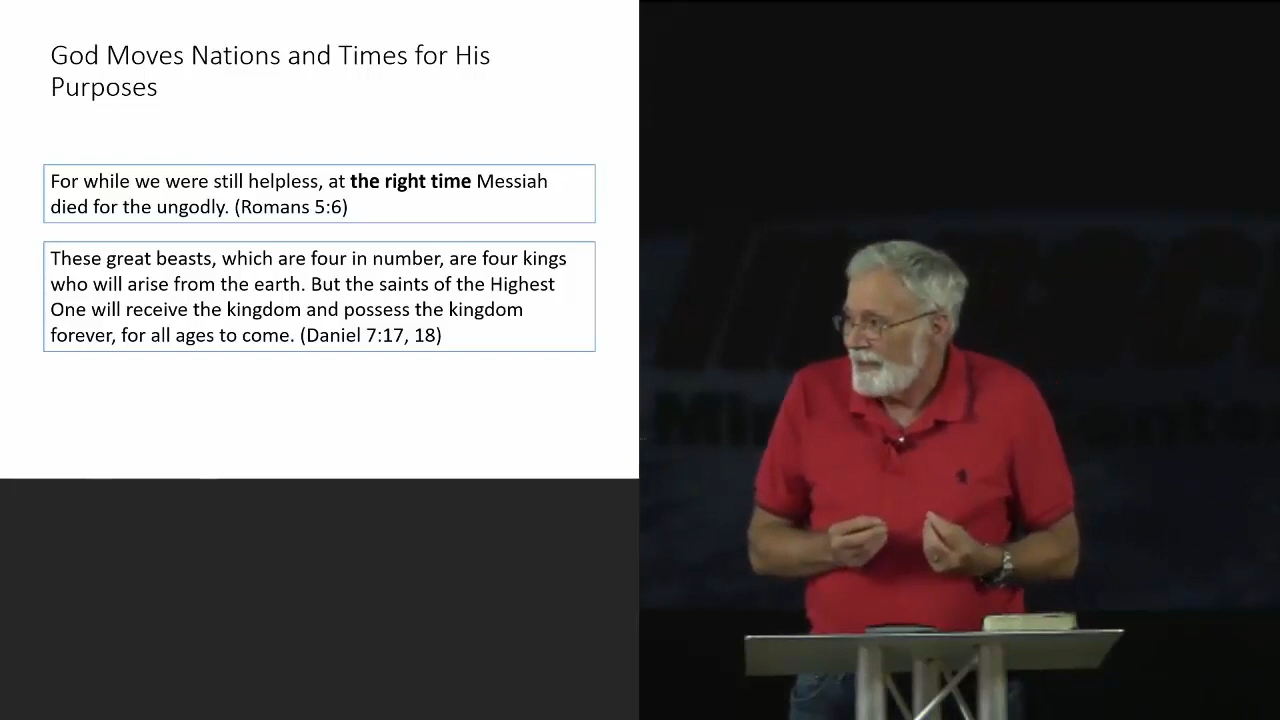 God Moves Nations and Times for His
Purposes
For while we were still helpless, at the right time Messiah
died for the ungodly. (Romans 5:6)
These great beasts, which are four in number, are four kings
who will arise from the earth. But the saints of the Highest
One will receive the kingdom and possess the kingdom
forever, for all ages to come. (Daniel 7:17, 18)